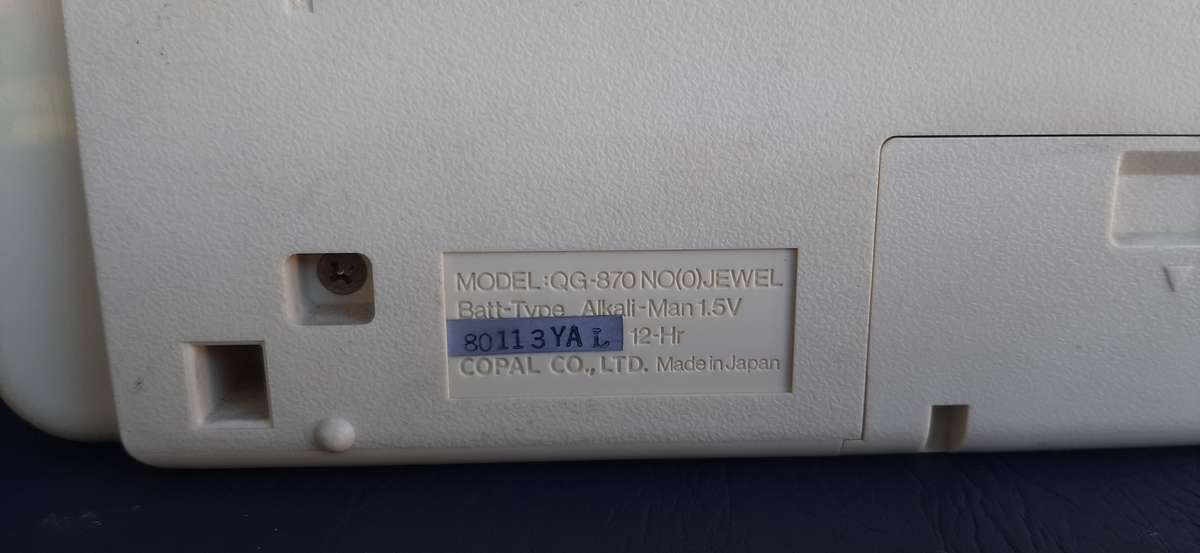 MODEL:QG-870 NO(0)JEWEL
Batt-Type Alkali-Man 1.5V
80113YAL 12-Hr
COPAL CO.,LTD. Made in Japan